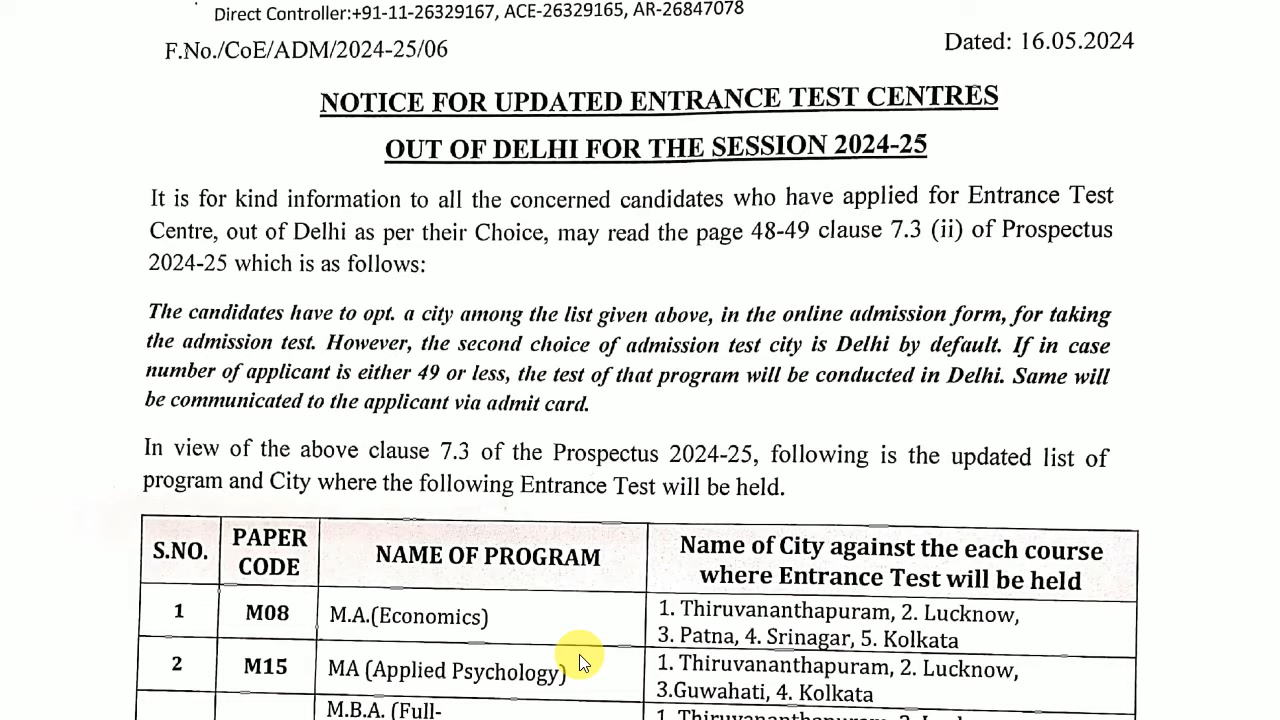 Direct Controller:+91-11-26329167, ACE-26329165, AR-26847078
F.No./CoE/ADM/2024-25/06
Dated: 16.05.2024
NOTICE FOR UPDATED ENTRANCE TEST CENTRES
OUT OF DELHI FOR THE SESSION 2024-25
It is for kind information to all the concerned candidates who have applied for Entrance Test
Centre, out of Delhi as per their Choice, may read the page 48-49 clause 7.3 (ii) of Prospectus
2024-25 which is as follows:
The candidates have to opt. a city among the list given above, in the online admission form, for taking
the admission test. However, the second choice of admission test city is Delhi by default. If in case
number of applicant is either 49 or less, the test of that program will be conducted in Delhi. Same will
be communicated to the applicant via admit card.
In view of the above clause 7.3 of the Prospectus 2024-25, following is the updated list of
program and City where the following Entrance Test will be held.
S.NO.
PAPER
CODE
NAME OF PROGRAM
Name of City against the each course
where Entrance Test will be held
1
M08
M.A.(Economics)
1. Thiruvananthapuram, 2. Lucknow,
3. Patna, 4. Srinagar, 5. Kolkata
2
M15
MA (Applied Psychology)
1. Thiruvananthapuram, 2. Lucknow,
3.Guwahati, 4. Kolkata
M.B.A. (Full-
1. Thiruvananthapuram, 2. Lucknow,